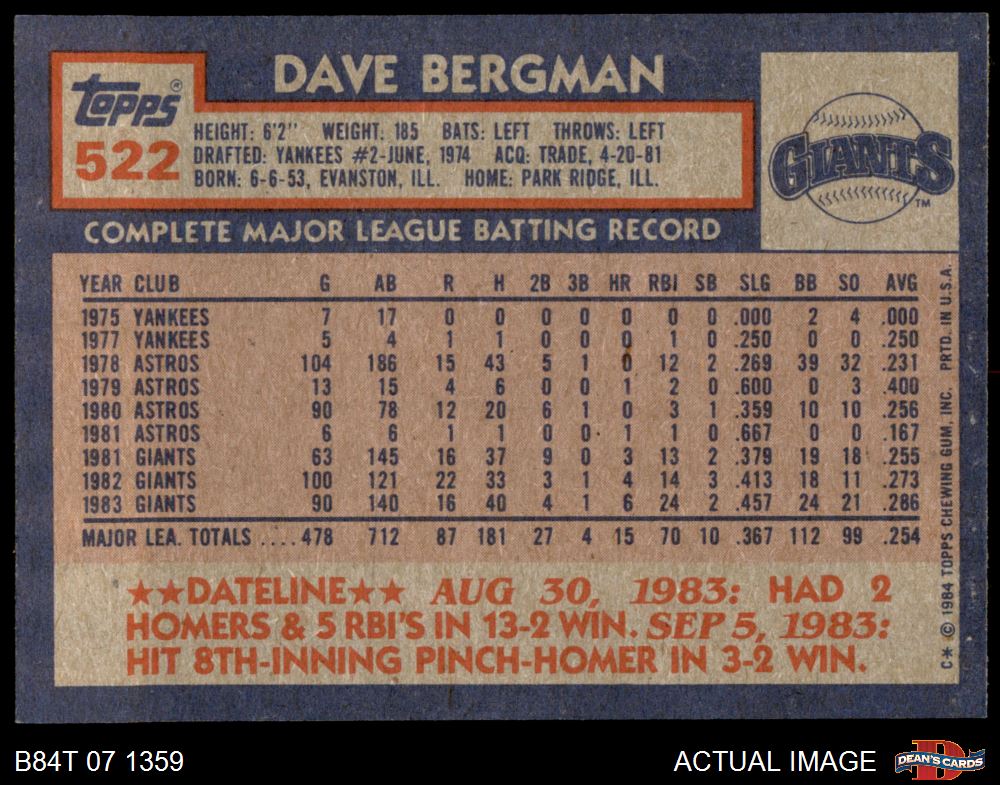 DAVE BERGMAN
Topps®
522
HEIGHT: 6'2" WEIGHT: 185 BATS: LEFT THROWS: LEFT
DRAFTED: YANKEES #2-JUNE, 1974 ACQ: TRADE, 4-20-81
BORN: 6-6-53, EVANSTON, ILL. HOME: PARK RIDGE, ILL.
GIANTS TM
COMPLETE MAJOR LEAGUE BATTING RECORD
YEAR CLUB G AB R H 2B 3B HR RBI SB SLG BB SO AVG
1975 YANKEES 7 17 0 0 0 0 0 0 0 .000 2 4 .000
1977 YANKEES 5 4 1 1 0 0 0 1 0 .250 0 0 .250
1978 ASTROS 104 186 15 43 5 1 0 12 2 .269 39 32 .231
1979 ASTROS 13 15 4 6 0 0 1 2 0 .600 0 3 .400
1980 ASTROS 90 78 12 20 6 1 0 3 1 .359 10 10 .256
1981 ASTROS 6 6 1 1 0 0 1 1 0 .667 0 0 .167
1981 GIANTS 63 145 16 37 9 0 3 13 2 .379 19 18 .255
1982 GIANTS 100 121 22 33 3 1 4 14 3 .413 18 11 .273
1983 GIANTS 90 140 16 40 4 1 6 24 2 .457 24 21 .286
MAJOR LEA. TOTALS ....478 712 87 181 27 4 15 70 10 .367 112 99 .254
★★DATELINE★★ AUG 30, 1983: HAD 2
HOMERS & 5 RBI'S IN 13-2 WIN. SEP 5, 1983:
HIT 8TH-INNING PINCH-HOMER IN 3-2 WIN.
C* * © 1984 TOPPS CHEWING GUM, INC. PRTD. IN U.S.A.
B84T 07 1359
ACTUAL IMAGE
D
DEAN'S CARDS